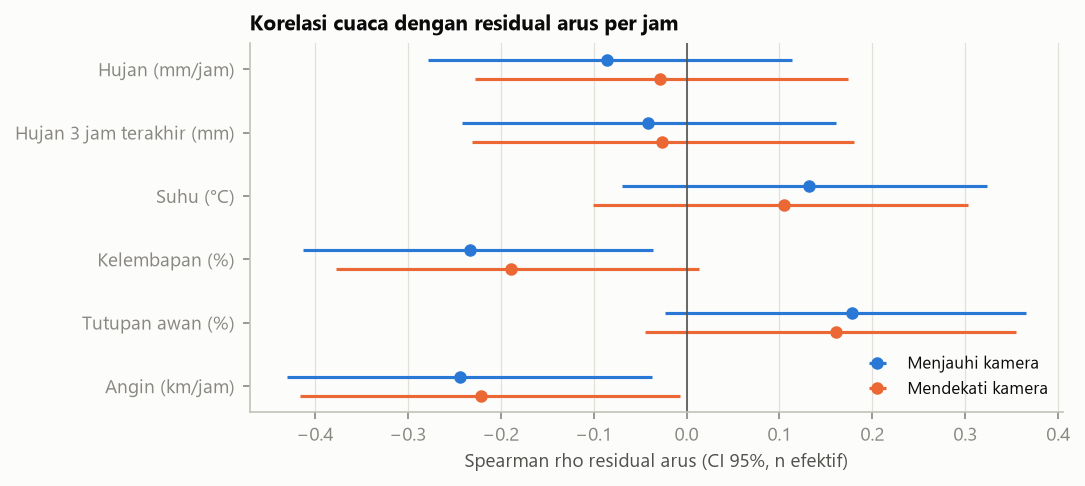 Korelasi cuaca dengan residual arus per jam
Hujan (mm/jam)
Hujan 3 jam terakhir (mm)
Suhu (°C)
Kelembapan (%)
Tutupan awan (%)
Angin (km/jam)
Menjauhi kamera
Mendekati kamera
−0.4 −0.3 −0.2 −0.1 0.0 0.1 0.2 0.3 0.4
Spearman rho residual arus (CI 95%, n efektif)